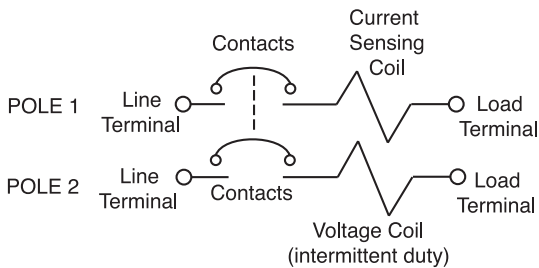 Current
Sensing
Coil
Contacts
POLE 1
Line
Terminal
Load
Terminal
POLE 2
Line
Terminal
Contacts
Load
Terminal
Voltage Coil
(intermittent duty)